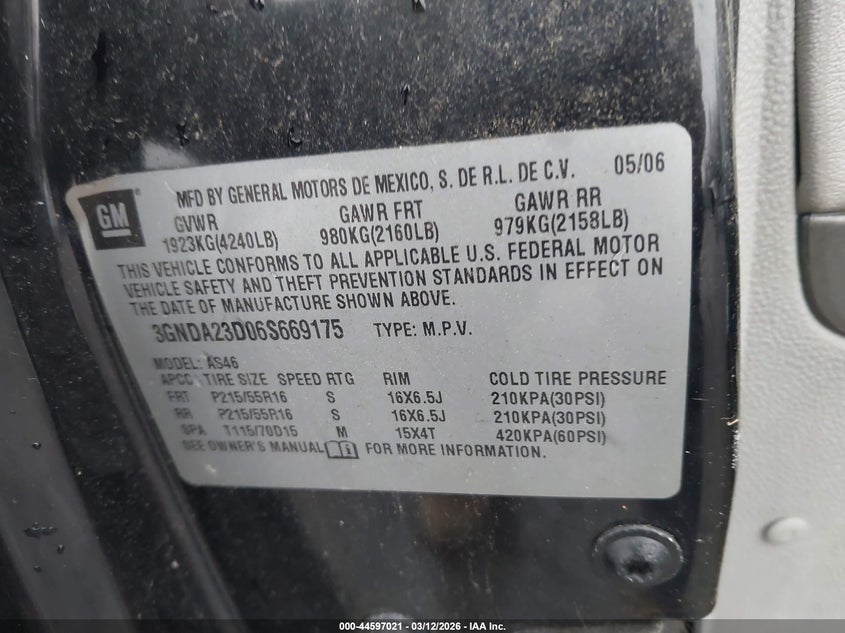 GM
MFD BY GENERAL MOTORS DE MEXICO, S. DE R.L. DE C.V. 05/06
GVWR GAWR FRT GAWR RR
1923KG(4240LB) 980KG(2160LB) 979KG(2158LB)
THIS VEHICLE CONFORMS TO ALL APPLICABLE U.S. FEDERAL MOTOR
VEHICLE SAFETY AND THEFT PREVENTION STANDARDS IN EFFECT ON
THE DATE OF MANUFACTURE SHOWN ABOVE.
3GNDA23D06S669175 TYPE: M.P.V.
MODEL: AS46
APCC TIRE SIZE SPEED RTG RIM COLD TIRE PRESSURE
FRT P215/55R16 S 16X6.5J 210KPA(30PSI)
RR P215/55R16 S 16X6.5J 210KPA(30PSI)
SPA T115/70D15 M 15X4T 420KPA(60PSI)
SEE OWNER'S MANUAL FOR MORE INFORMATION.
000-44597021 - 03/12/2026 - IAA Inc.